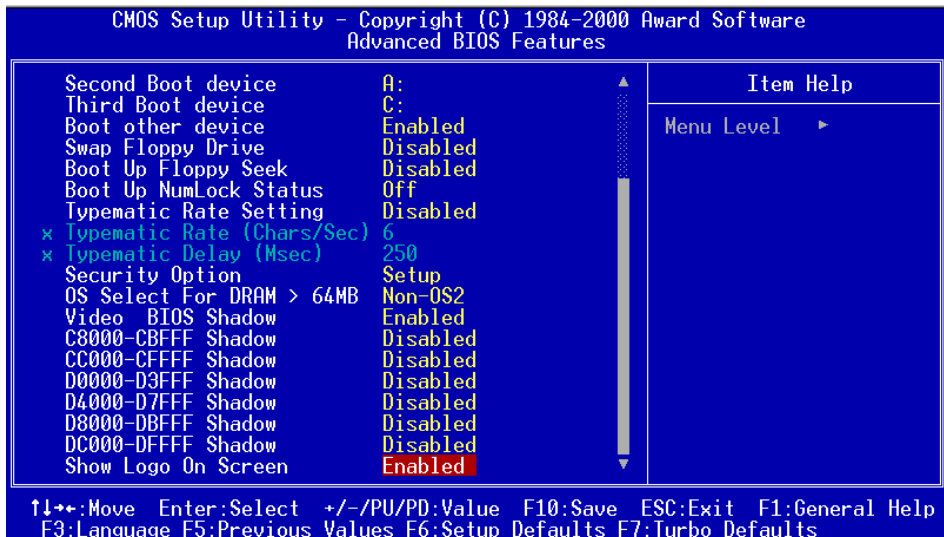 CMOS Setup Utility - Copyright (C) 1984-2000 Award Software
Advanced BIOS Features
Second Boot device A:
Third Boot device C:
Boot other device Enabled
Swap Floppy Drive Disabled
Boot Up Floppy Seek Disabled
Boot Up NumLock Status Off
Typematic Rate Setting Disabled
x Typematic Rate (Chars/Sec) 6
x Typematic Delay (Msec) 250
Security Option Setup
OS Select For DRAM > 64MB Non-OS2
Video BIOS Shadow Enabled
C8000-CBFFF Shadow Disabled
CC000-CFFFF Shadow Disabled
D0000-D3FFF Shadow Disabled
D4000-D7FFF Shadow Disabled
D8000-DBFFF Shadow Disabled
DC000-DFFFF Shadow Disabled
Show Logo On Screen Enabled
Item Help
Menu Level ►
↑↓→←:Move Enter:Select +/-/PU/PD:Value F10:Save ESC:Exit F1:General Help
F3:Language F5:Previous Values F6:Setup Defaults F7:Turbo Defaults